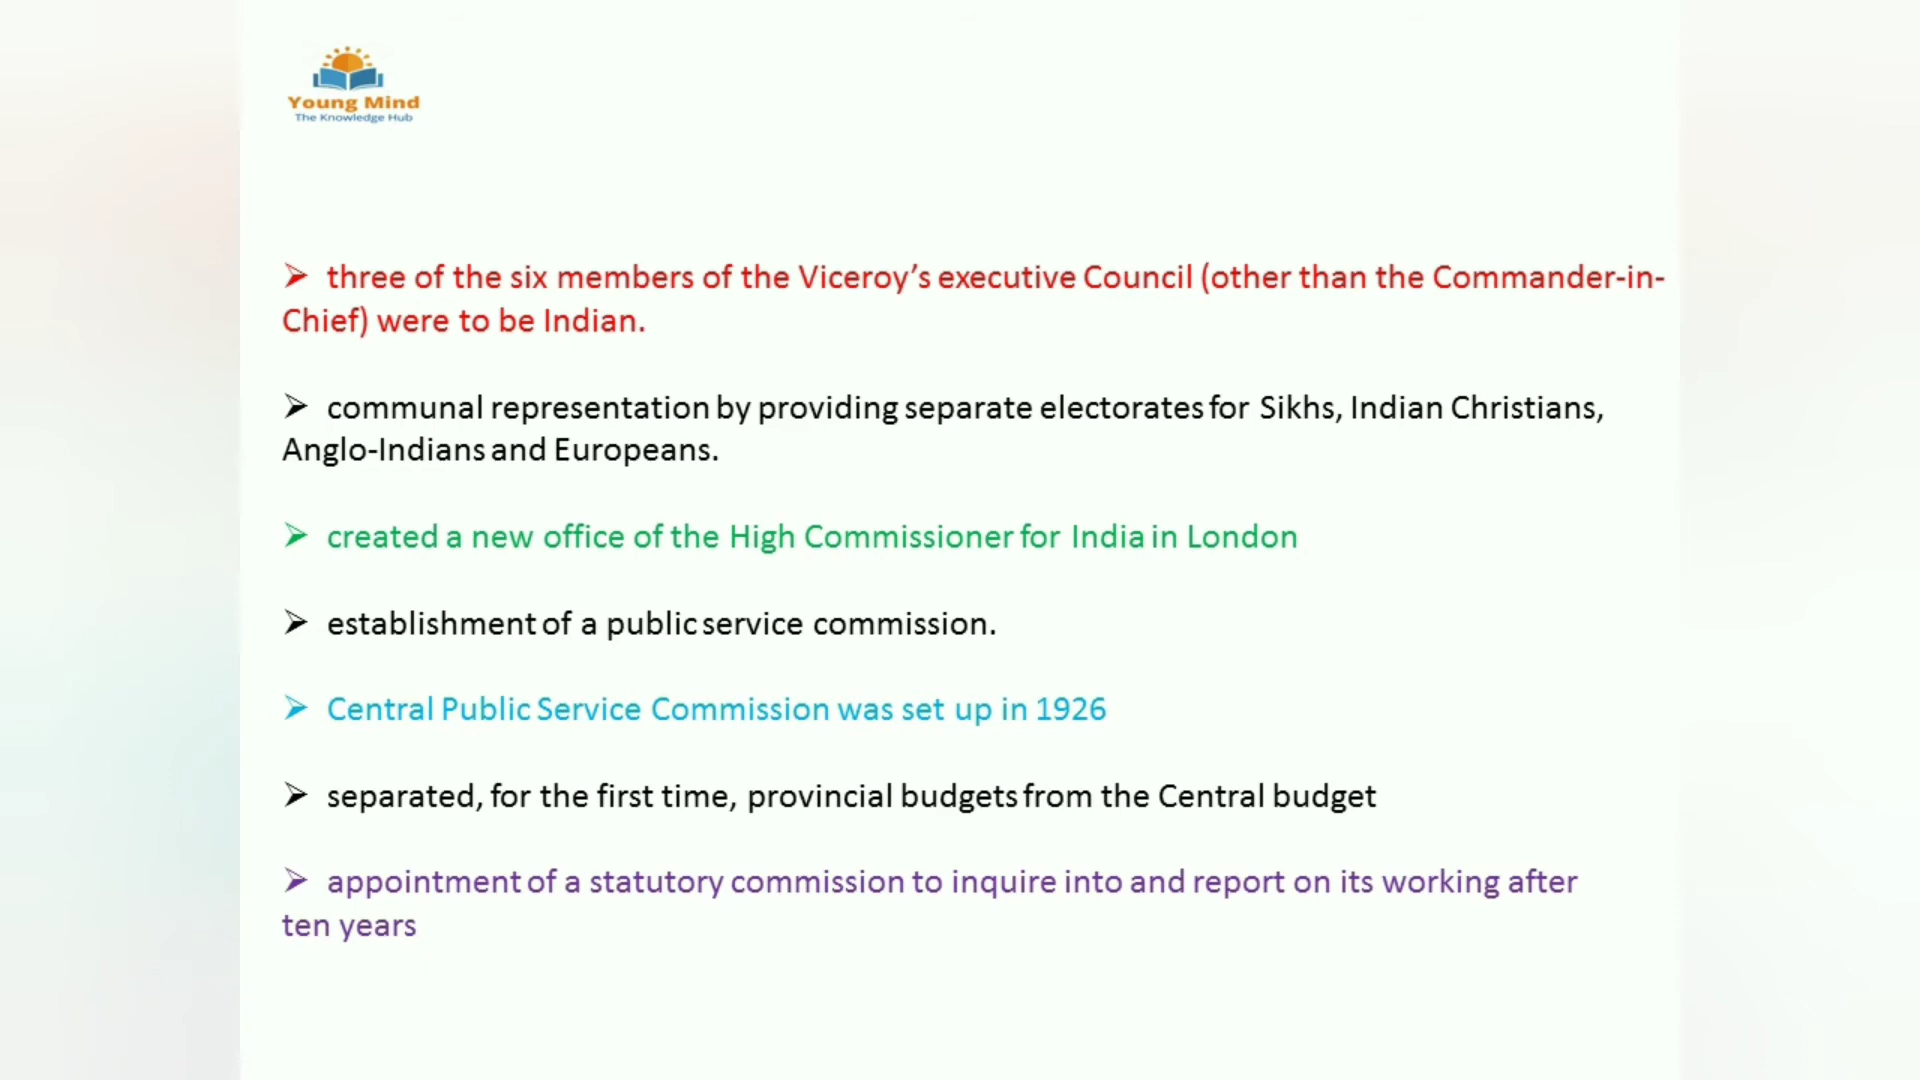 Young Mind
The Knowledge Hub
➢ three of the six members of the Viceroy’s executive Council (other than the Commander-in-
Chief) were to be Indian.
➢ communal representation by providing separate electorates for Sikhs, Indian Christians,
Anglo-Indians and Europeans.
➢ created a new office of the High Commissioner for India in London
➢ establishment of a public service commission.
➢ Central Public Service Commission was set up in 1926
➢ separated, for the first time, provincial budgets from the Central budget
➢ appointment of a statutory commission to inquire into and report on its working after
ten years